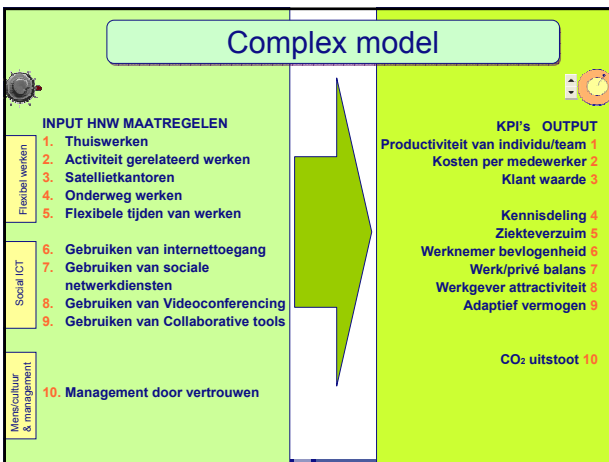 Complex model
INPUT HNW MAATREGELEN
Flexibel werken
1. Thuiswerken
2. Activiteit gerelateerd werken
3. Satellietkantoren
4. Onderweg werken
5. Flexibele tijden van werken
Social ICT
6. Gebruiken van internettoegang
7. Gebruiken van sociale
netwerkdiensten
8. Gebruiken van Videoconferencing
9. Gebruiken van Collaborative tools
Mens/cultuur
& management
10. Management door vertrouwen
KPI's OUTPUT
Productiviteit van individu/team 1
Kosten per medewerker 2
Klant waarde 3
Kennisdeling 4
Ziekteverzuim 5
Werknemer bevlogenheid 6
Werk/privé balans 7
Werkgever attractiviteit 8
Adaptief vermogen 9
CO₂ uitstoot 10